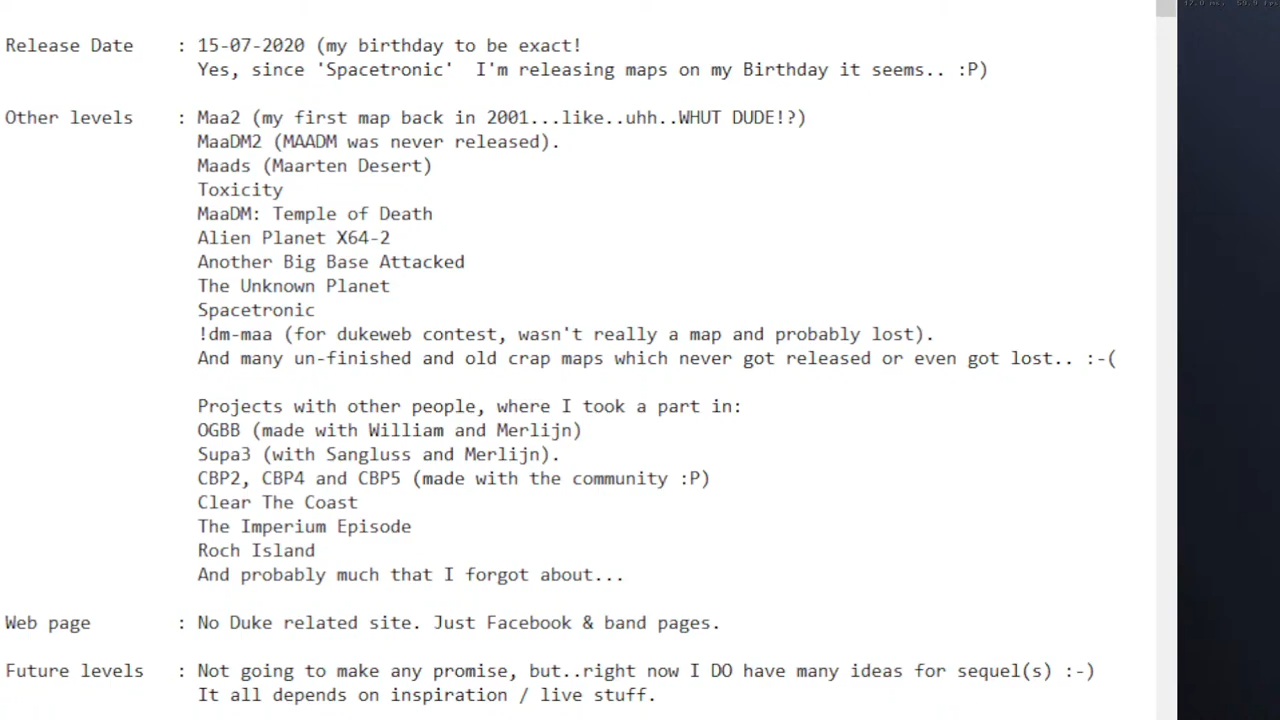 Release Date    : 15-07-2020 (my birthday to be exact!
Yes, since 'Spacetronic'  I'm releasing maps on my Birthday it seems.. :P)
Other levels    : Maa2 (my first map back in 2001...like..uhh..WHUT DUDE!?)
MaaDM2 (MAADM was never released).
Maads (Maarten Desert)
Toxicity
MaaDM: Temple of Death
Alien Planet X64-2
Another Big Base Attacked
The Unknown Planet
Spacetronic
!dm-maa (for dukeweb contest, wasn't really a map and probably lost).
And many un-finished and old crap maps which never got released or even got lost.. :-(
Projects with other people, where I took a part in:
OGBB (made with William and Merlijn)
Supa3 (with Sangluss and Merlijn).
CBP2, CBP4 and CBP5 (made with the community :P)
Clear The Coast
The Imperium Episode
Roch Island
And probably much that I forgot about...
Web page        : No Duke related site. Just Facebook & band pages.
Future levels   : Not going to make any promise, but..right now I DO have many ideas for sequel(s) :-)
It all depends on inspiration / live stuff.